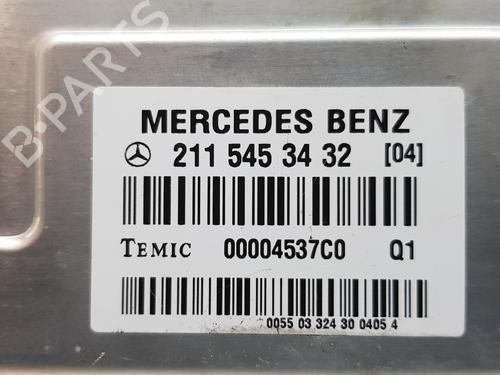 B-PARTS
MERCEDES BENZ
211 545 34 32 [04]
TEMIC 00004537C0 Q1
0055 03 324 30 0405 4